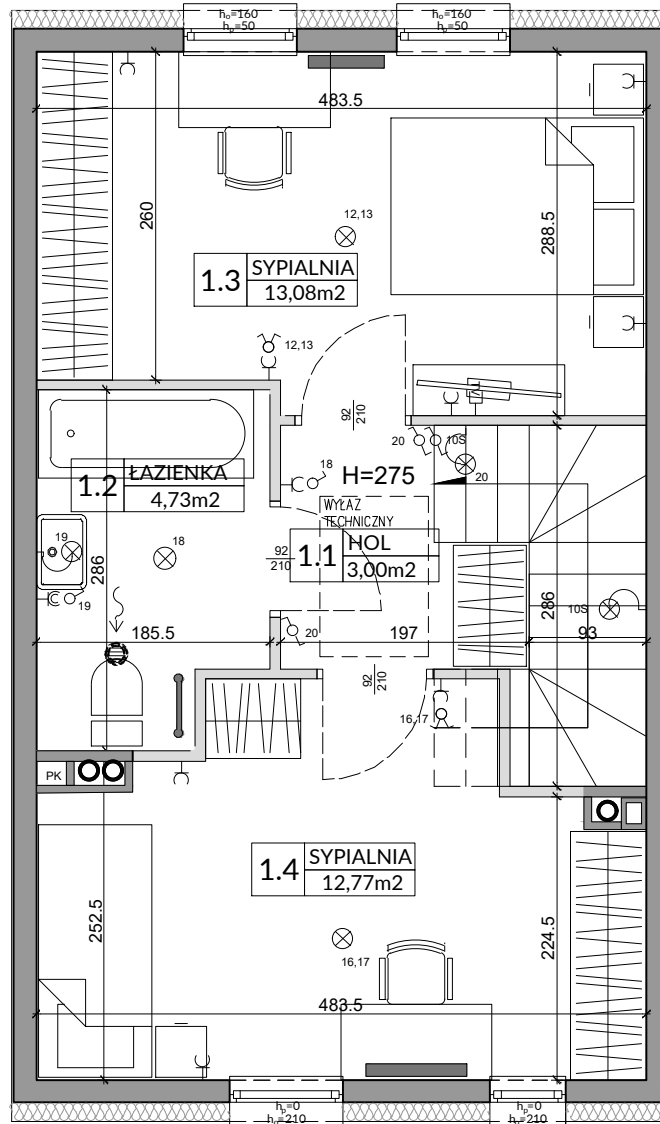 hₒ=160
hₚ=50
hₒ=160
hₚ=50
483.5
260
288.5
12,13
1.3
SYPIALNIA
13,08m2
12,13
TV
92
210
20
10S
20
1.2
ŁAZIENKA
4,73m2
18
H=275
WYŁAZ
TECHNICZNY
1.1
HOL
3,00m2
19
18
92
210
286
286
10S
19
20
185.5
197
93
92
210
16,17
PK
1.4
SYPIALNIA
12,77m2
252.5
224.5
16,17
483.5
hₚ=0
hₒ=210
hₚ=0
hₒ=210